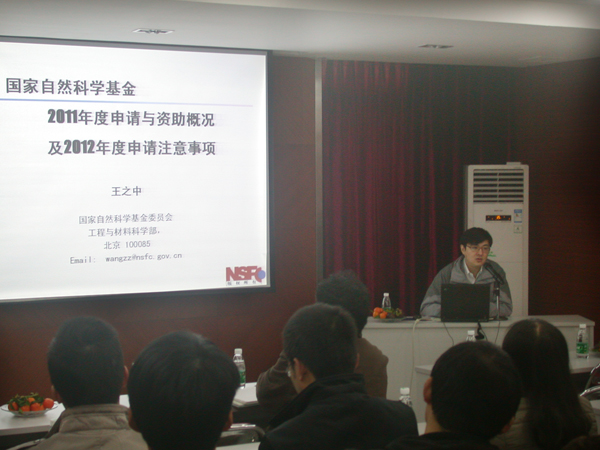 国家自然科学基金
2011年度申请与资助概况
及2012年度申请注意事项
王之中
国家自然科学基金委员会
工程与材料科学部,
北京 100085
Email: wangzz@nsfc.gov.cn
NSFC